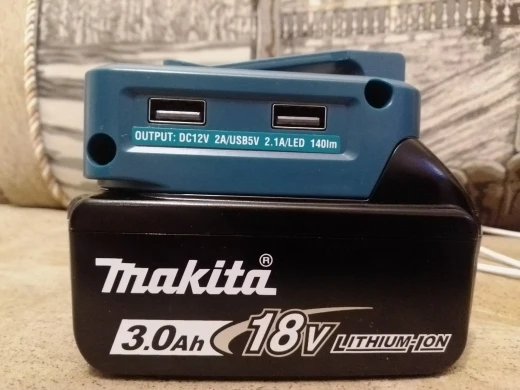 OUTPUT: DC12V 2A/USB5V 2.1A/LED 140lm
makita®
3.0Ah 18V LITHIUM-ION